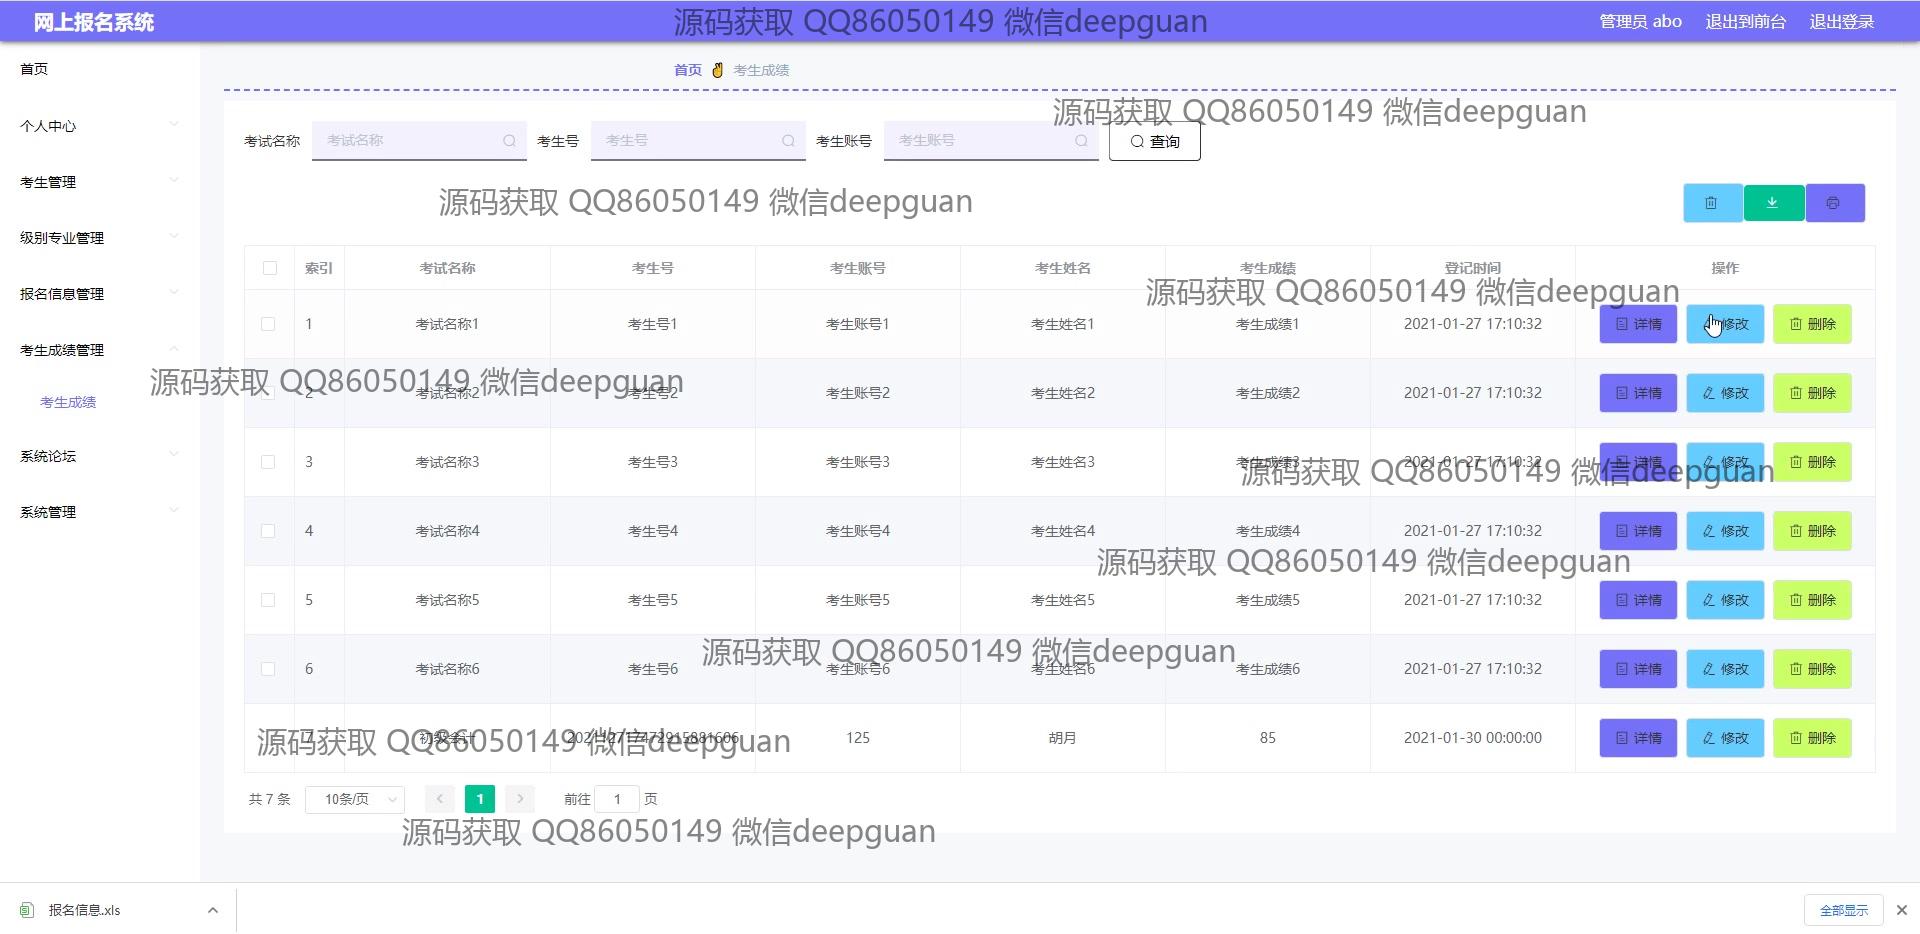 网上报名系统 源码获取 QQ86050149 微信deepguan 管理员 abo 退出到前台 退出登录
首页
个人中心
考生管理
级别专业管理
报名信息管理
考生成绩管理
考生成绩
系统论坛
系统管理
首页 考生成绩
源码获取 QQ86050149 微信deepguan
考试名称 考试名称 考生号 考生号 考生账号 考生账号 查询
源码获取 QQ86050149 微信deepguan
索引 考试名称 考生号 考生账号 考生姓名 考生成绩 登记时间 操作
源码获取 QQ86050149 微信deepguan
1 考试名称1 考生号1 考生账号1 考生姓名1 考生成绩1 2021-01-27 17:10:32 详情 修改 删除
源码获取 QQ86050149 微信deepguan
2 考试名称2 考生号2 考生账号2 考生姓名2 考生成绩2 2021-01-27 17:10:32 详情 修改 删除
3 考试名称3 考生号3 考生账号3 考生姓名3 考生成绩3 2021-01-27 17:10:32 详情 修改 删除
源码获取 QQ86050149 微信deepguan
4 考试名称4 考生号4 考生账号4 考生姓名4 考生成绩4 2021-01-27 17:10:32 详情 修改 删除
源码获取 QQ86050149 微信deepguan
5 考试名称5 考生号5 考生账号5 考生姓名5 考生成绩5 2021-01-27 17:10:32 详情 修改 删除
源码获取 QQ86050149 微信deepguan
6 考试名称6 考生号6 考生账号6 考生姓名6 考生成绩6 2021-01-27 17:10:32 详情 修改 删除
7 初级会计 125 胡月 85 2021-01-30 00:00:00 详情 修改 删除
源码获取 QQ86050149 微信deepguan
共 7 条 10条/页 1 前往 1 页
源码获取 QQ86050149 微信deepguan
报名信息.xls 全部显示